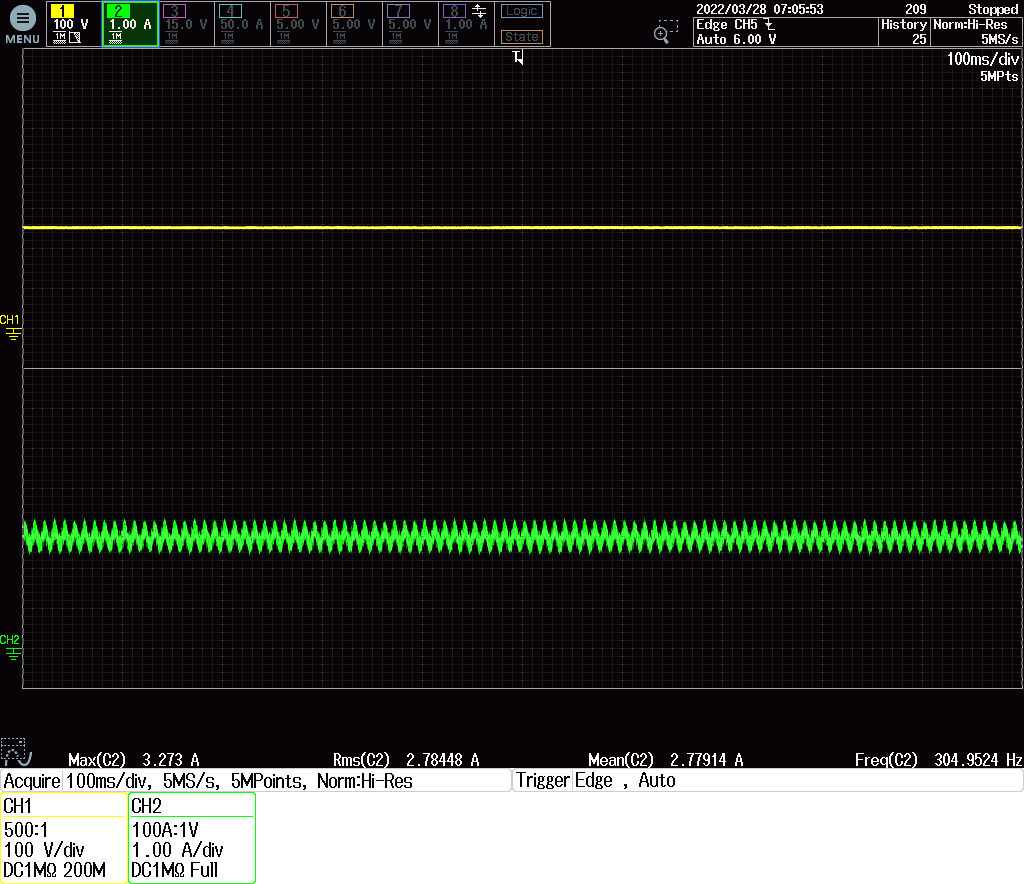 MENU
1
100 V
1M
2
1.00 A
1M
3
15.0 V
1M
4
50.0 A
1M
5
5.00 V
1M
6
5.00 V
1M
7
5.00 V
1M
8
1.00 A
1M
Logic
State
2022/03/28 07:05:53 209 Stopped
Edge CH5 History Norm:Hi-Res
Auto 6.00 V 25 5MS/s
T
100ms/div
5MPts
CH1
CH2
Max(C2) 3.273 A Rms(C2) 2.78448 A Mean(C2) 2.77914 A Freq(C2) 304.9524 Hz
Acquire 100ms/div, 5MS/s, 5MPoints, Norm:Hi-Res Trigger Edge , Auto
CH1 CH2
500:1 100A:1V
100 V/div 1.00 A/div
DC1MΩ 200M DC1MΩ Full